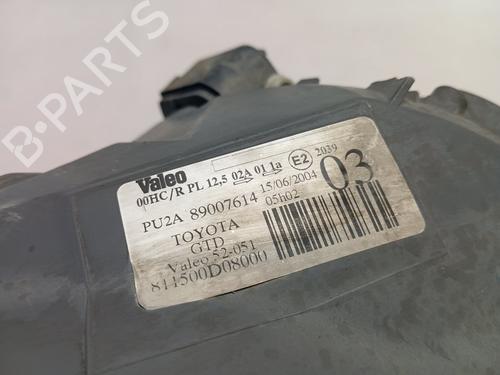 B-PARTS
Valeo
00HC/R PL 12,5 02A 01 1a E2 2039
PU2A 89007614 15/06/2004 03
TOYOTA 05h02
GTD
Valeo 52-051
811500D08000